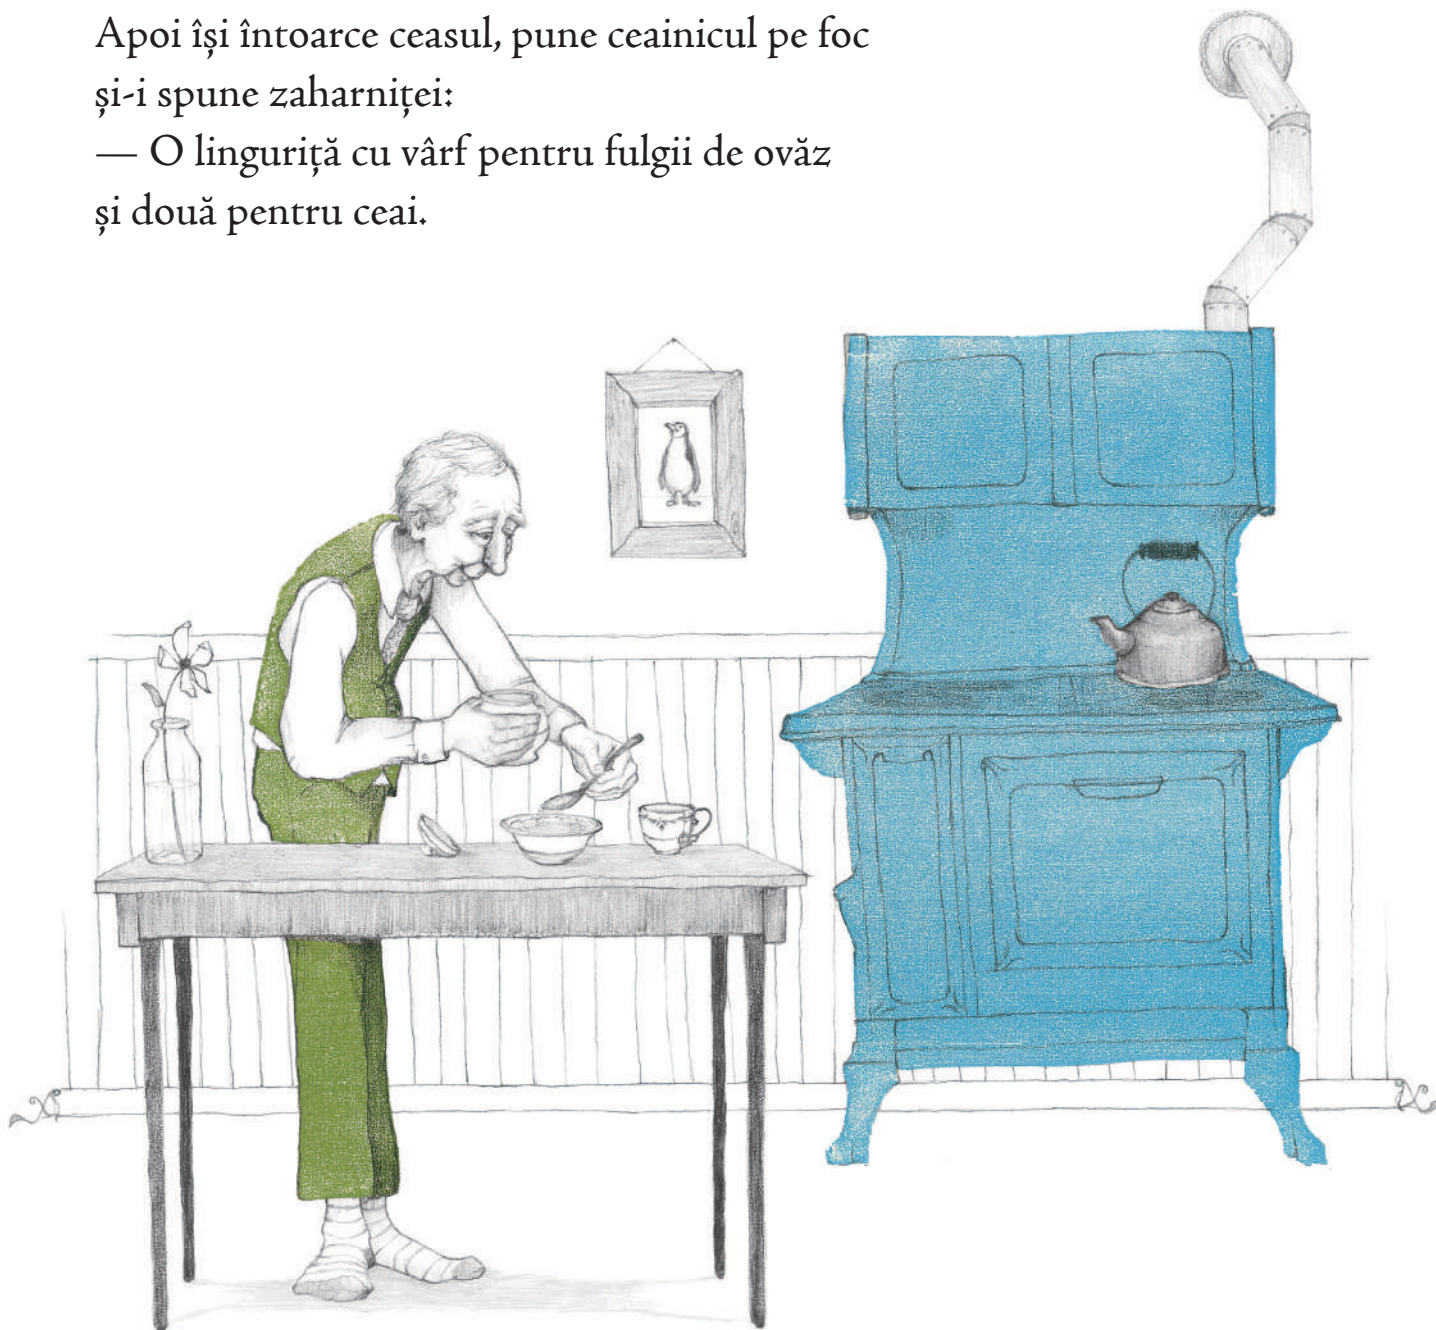 Apoi își întoarce ceasul, pune ceainicul pe foc
și-i spune zaharniței:
— O linguriță cu vârf pentru fulgii de ovăz
și două pentru ceai.